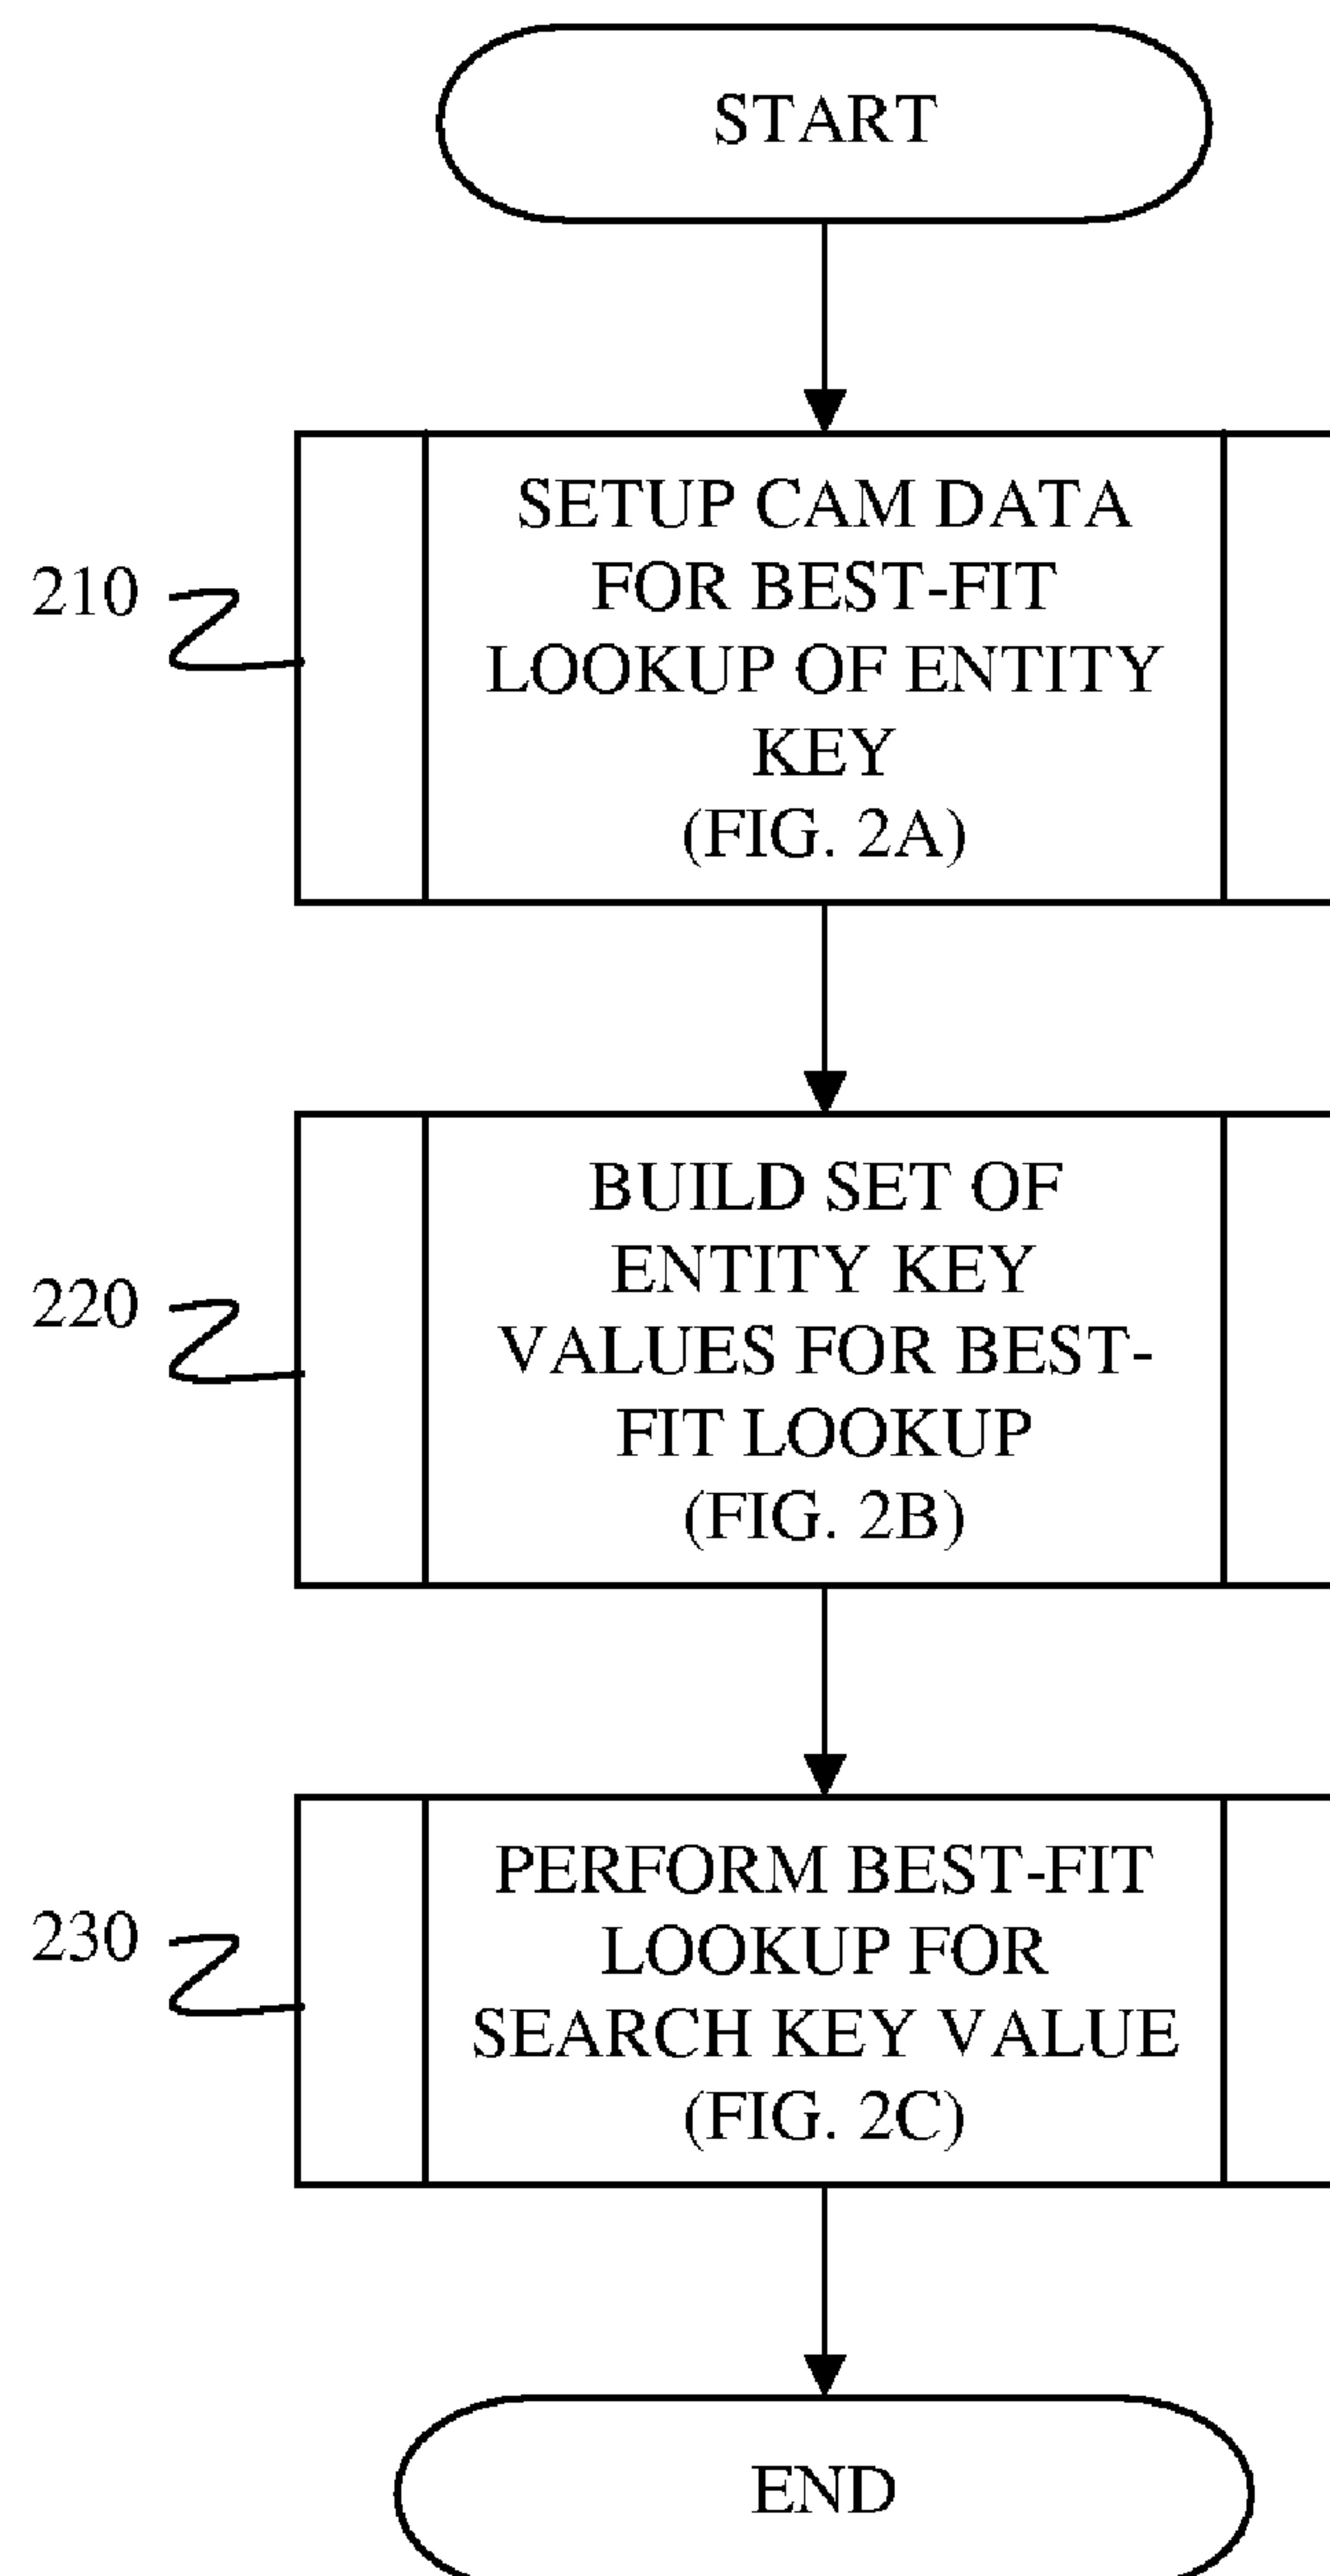 START
210
SETUP CAM DATA
FOR BEST-FIT
LOOKUP OF ENTITY
KEY
(FIG. 2A)
220
BUILD SET OF
ENTITY KEY
VALUES FOR BEST-
FIT LOOKUP
(FIG. 2B)
230
PERFORM BEST-FIT
LOOKUP FOR
SEARCH KEY VALUE
(FIG. 2C)
END